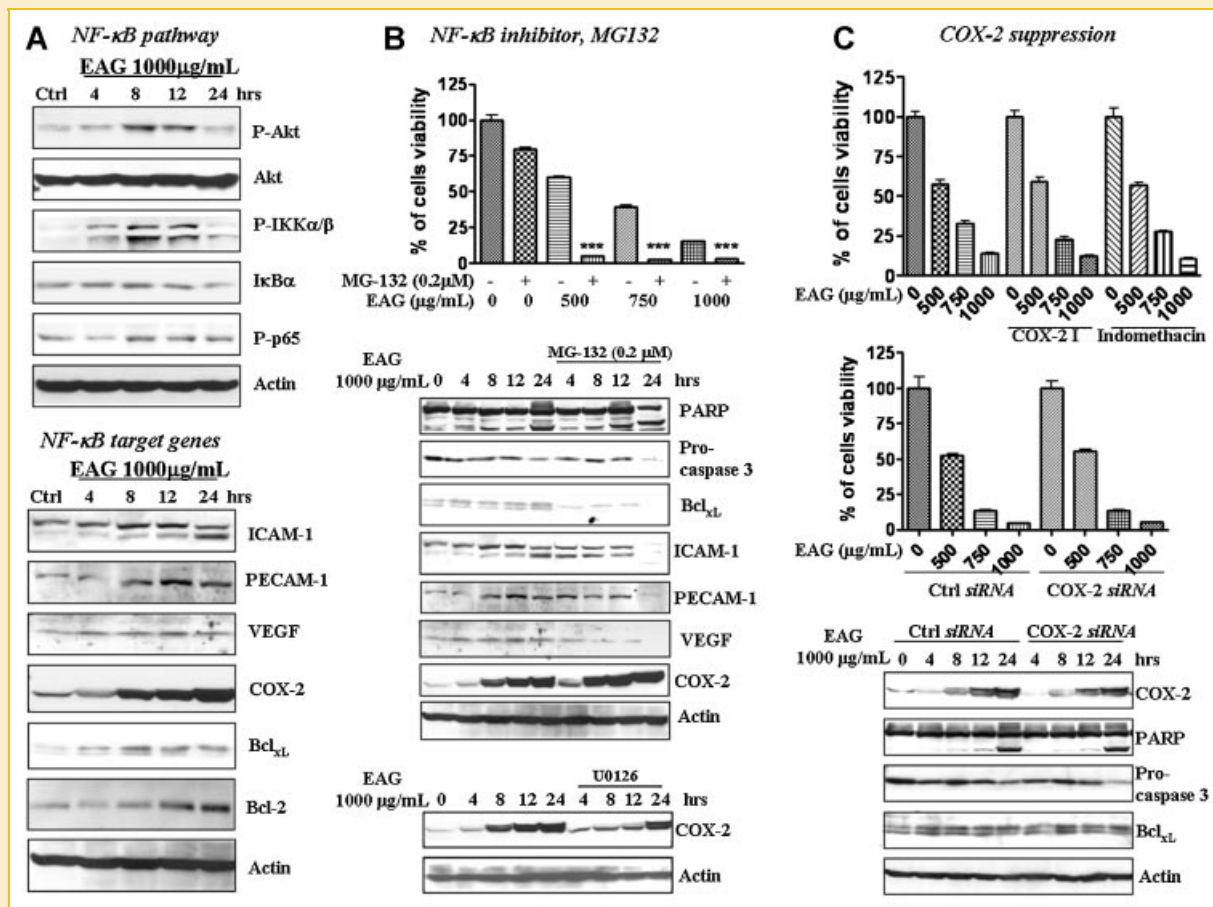 A NF-κB pathway
EAG 1000µg/mL
Ctrl 4 8 12 24 hrs
P-Akt
Akt
P-IKKα/β
IκBα
P-p65
Actin
NF-κB target genes
EAG 1000µg/mL
Ctrl 4 8 12 24 hrs
ICAM-1
PECAM-1
VEGF
COX-2
BclxL
Bcl-2
Actin
B NF-κB inhibitor, MG132
% of cells viability
125
100
75
50
25
0
*** *** ***
MG-132 (0.2µM) - + - + - + - +
EAG (µg/mL) 0 0 500 750 1000
MG-132 (0.2 µM)
EAG
1000 µg/mL 0 4 8 12 24 4 8 12 24 hrs
PARP
Pro-
caspase 3
BclxL
ICAM-1
PECAM-1
VEGF
COX-2
Actin
U0126
EAG
1000 µg/mL 0 4 8 12 24 4 8 12 24 hrs
COX-2
Actin
C COX-2 suppression
% of cells viability
125
100
75
50
25
0
EAG (µg/mL) 0 500 750 1000 0 500 750 1000 0 500 750 1000
COX-2 I Indomethacin
% of cells viability
125
100
75
50
25
0
EAG (µg/mL) 0 500 750 1000 0 500 750 1000
Ctrl siRNA COX-2 siRNA
EAG Ctrl siRNA COX-2 siRNA
1000 µg/mL 0 4 8 12 24 4 8 12 24 hrs
COX-2
PARP
Pro-
caspase 3
BclxL
Actin